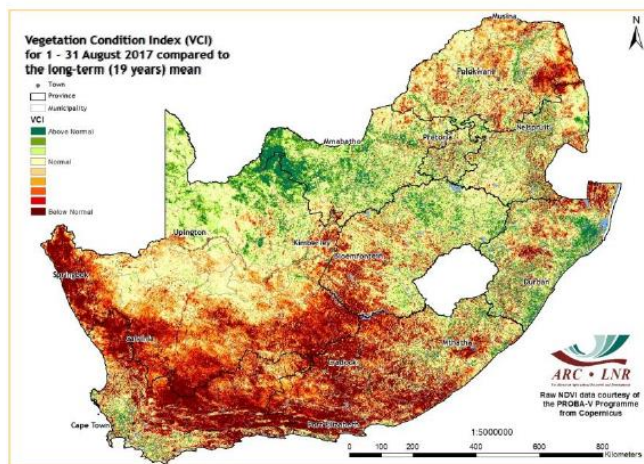 Vegetation Condition Index (VCI)
for 1 - 31 August 2017 compared to
the long-term (19 years) mean
Town
Province
Municipality
VCI
Above Normal
Normal
Below Normal
N
Musina
Polokwane
Nelspruit
Pretoria
Mmabatho
Upington
Kimberley
Bloemfontein
Springbok
Durban
Calvinia
Mthatha
Cradock
Cape Town
Port Elizabeth
ARC • LNR
Raw NDVI data courtesy of
the PROBA-V Programme
from Copernicus
1:5000000
0 100 200 400 600 800
Kilometers